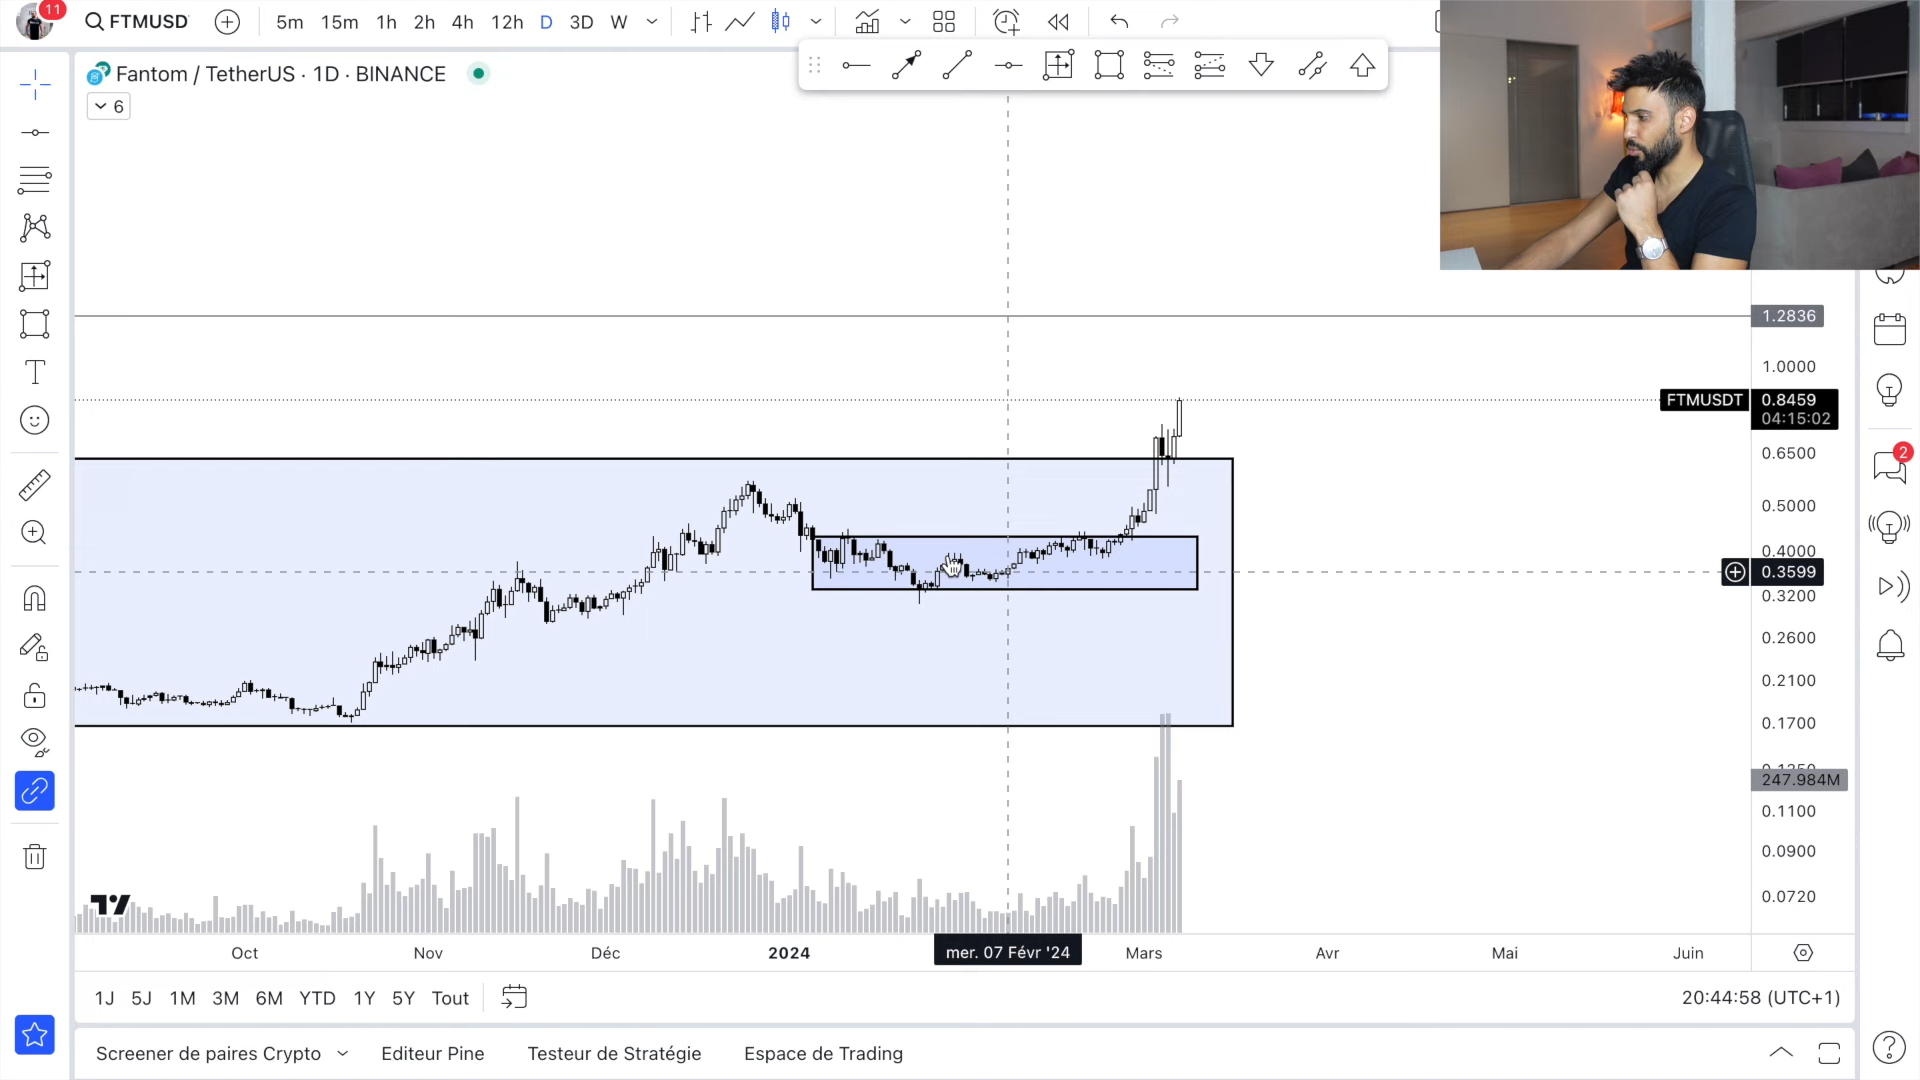 11
FTMUSD
5m 15m 1h 2h 4h 12h D 3D W
Fantom / TetherUS · 1D · BINANCE
6
1.2836
1.0000
FTMUSDT 0.8459
04:15:02
0.6500
0.5000
0.4000
0.3599
0.3200
0.2600
0.2100
0.1700
247.984M
0.1100
0.0900
0.0720
2
Oct Nov Déc 2024 mer. 07 Févr '24 Mars Avr Mai Juin
1J 5J 1M 3M 6M YTD 1Y 5Y Tout
20:44:58 (UTC+1)
Screener de paires Crypto Editeur Pine Testeur de Stratégie Espace de Trading